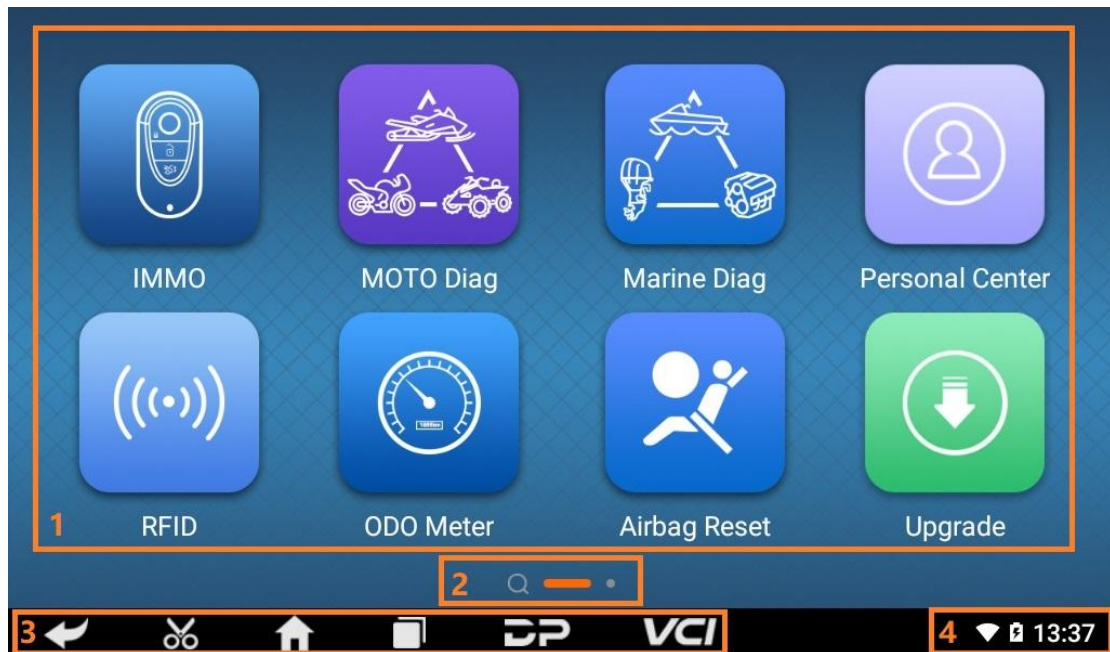 IMMO MOTO Diag Marine Diag Personal Center
1 RFID ODO Meter Airbag Reset Upgrade
2
3 DP VCI 4 13:37